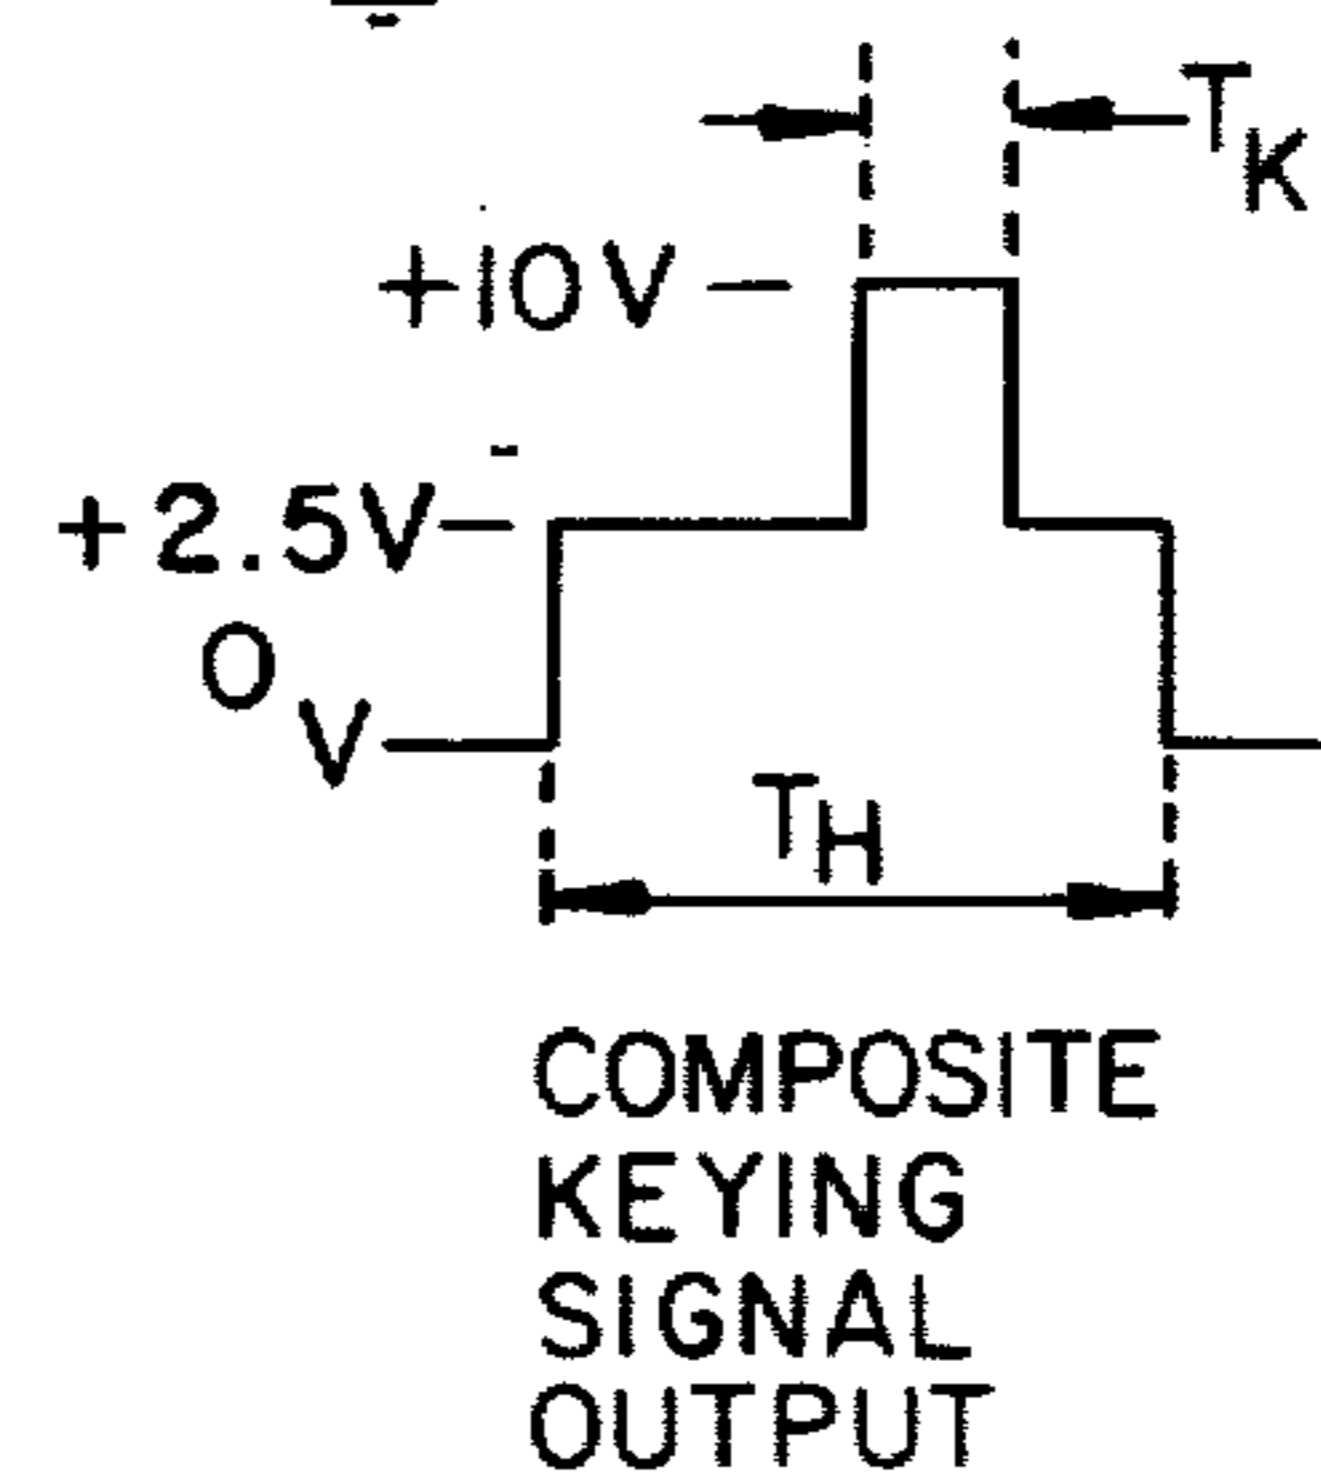 T_K
+10V
+2.5V
0V
T_H
COMPOSITE
KEYING
SIGNAL
OUTPUT